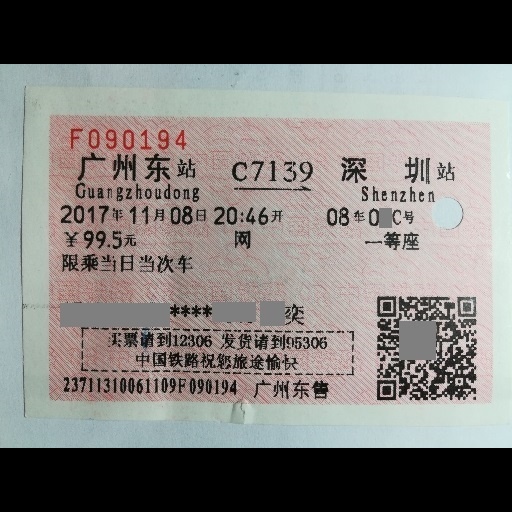 F090194
广州东站 C7139 深圳站
Guangzhoudong Shenzhen
2017年11月08日20:46开 08车0 C号
￥99.5元 网 一等座
限乘当日当次车
**** 奕
买票请到12306 发货请到95306
中国铁路祝您旅途愉快
23711310061109F090194 广州东售